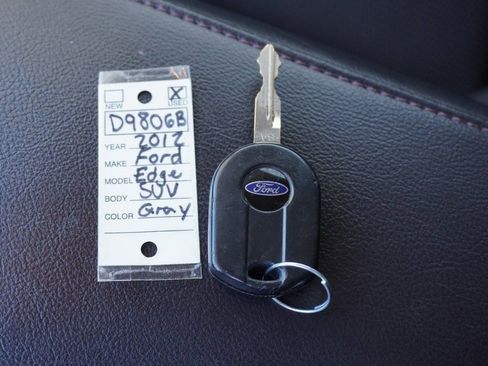 NEW X USED
D9806B
YEAR 2012
MAKE Ford
MODEL Edge
BODY SUV
COLOR Gray
Ford